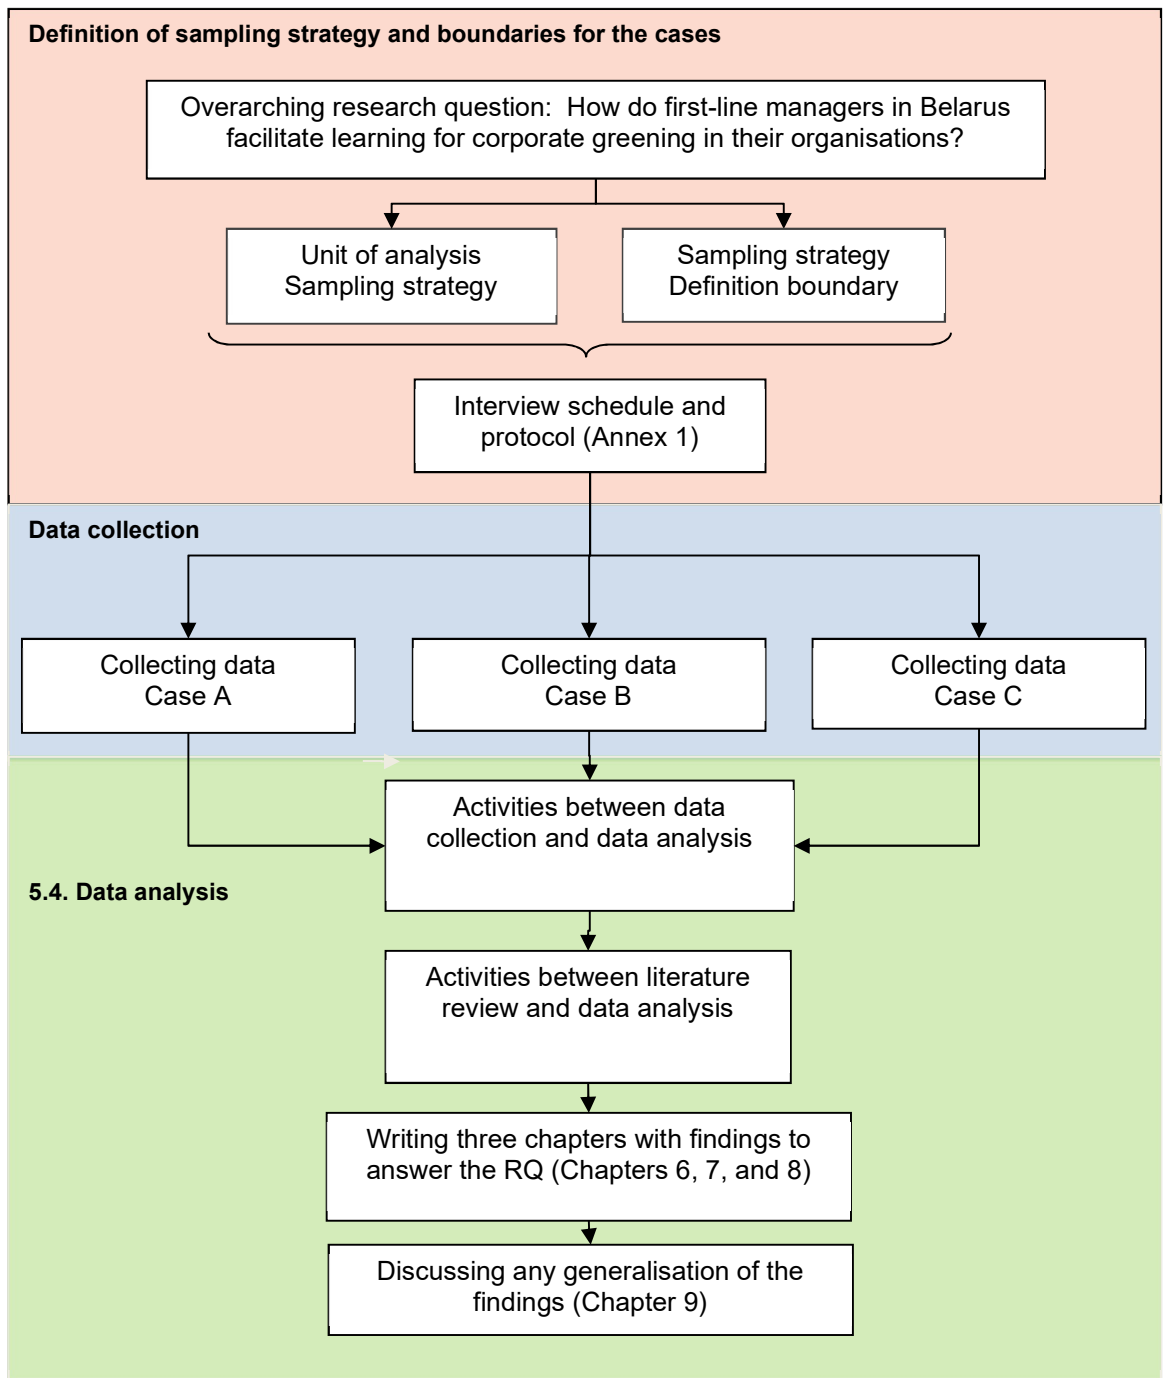 Definition of sampling strategy and boundaries for the cases
Overarching research question:  How do first-line managers in Belarus
facilitate learning for corporate greening in their organisations?
Unit of analysis
Sampling strategy
Sampling strategy
Definition boundary
Interview schedule and
protocol (Annex 1)
Data collection
Collecting data
Case A
Collecting data
Case B
Collecting data
Case C
Activities between data
collection and data analysis
5.4. Data analysis
Activities between literature
review and data analysis
Writing three chapters with findings to
answer the RQ (Chapters 6, 7, and 8)
Discussing any generalisation of the
findings (Chapter 9)